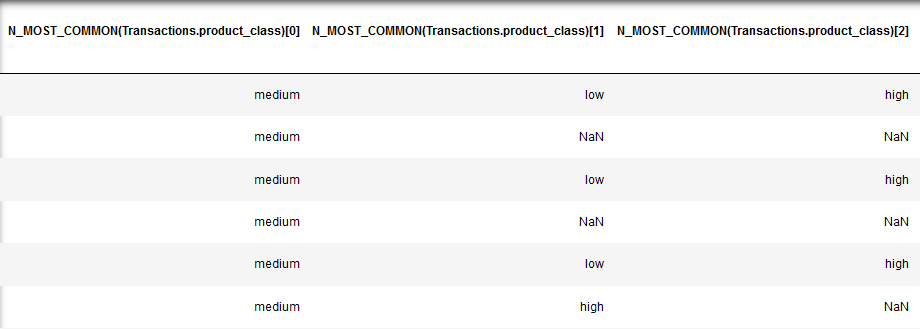 N_MOST_COMMON(Transactions.product_class)[0] N_MOST_COMMON(Transactions.product_class)[1] N_MOST_COMMON(Transactions.product_class)[2]
medium low high
medium NaN NaN
medium low high
medium NaN NaN
medium low high
medium high NaN